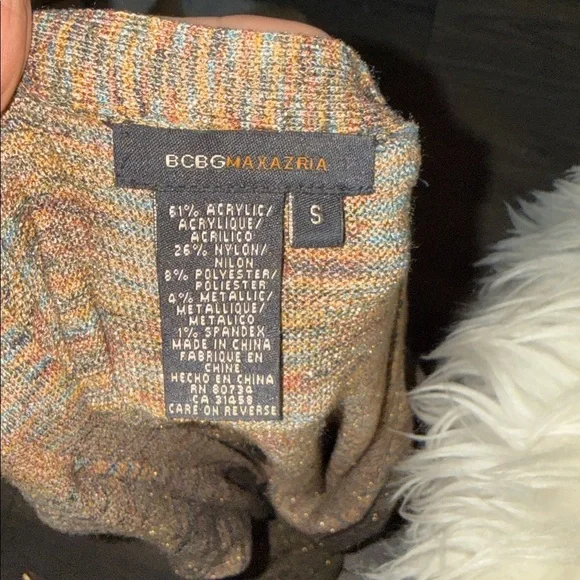 BCBGMAXAZRIA
S
61% ACRYLIC/
ACRYLIQUE/
ACRILICO
26% NYLON/
NILON
8% POLYESTER/
POLIESTER
4% METALLIC/
METALLIQUE/
METALICO
1% SPANDEX
MADE IN CHINA
FABRIQUE EN
CHINE
HECHO EN CHINA
RN 80734
CA 31458
CARE ON REVERSE